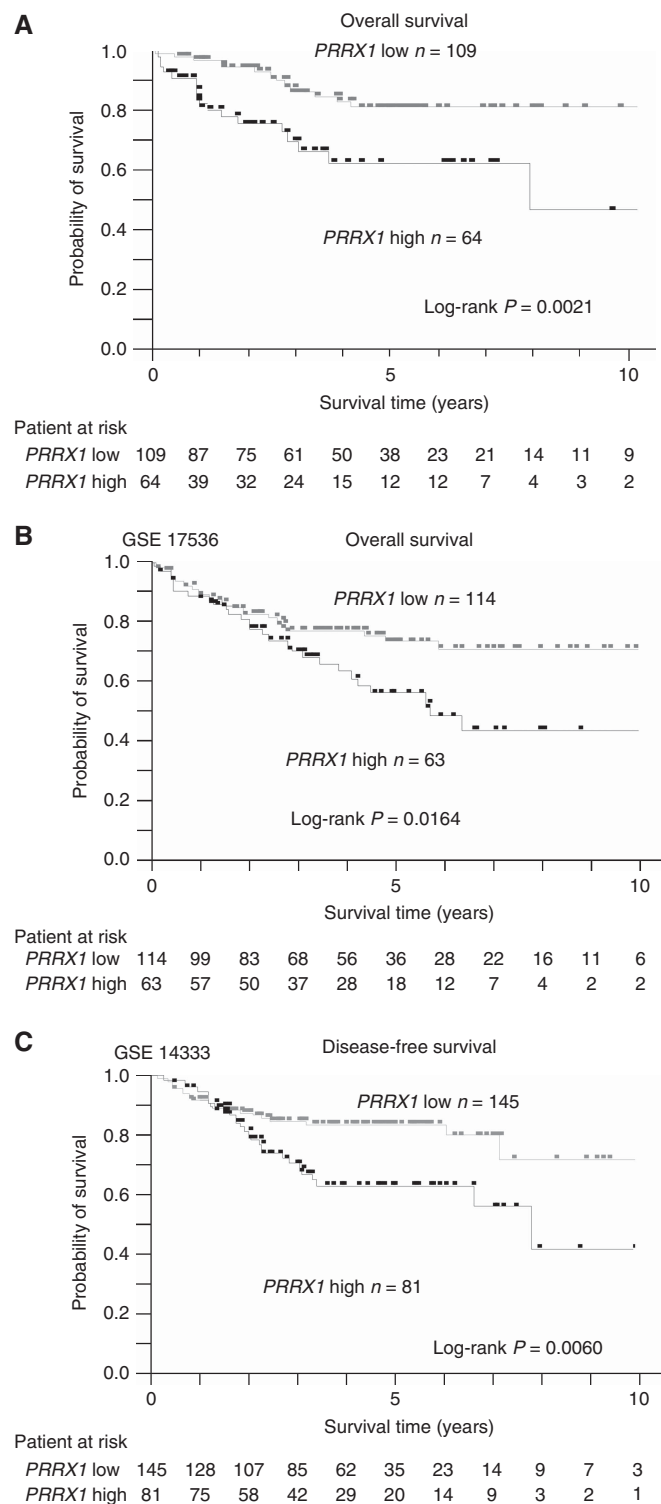 A
Overall survival
PRRX1 low n = 109
1.0
0.8
0.6
0.4
0.2
0.0
Probability of survival
PRRX1 high n = 64
Log-rank P = 0.0021
0 5 10
Survival time (years)
Patient at risk
PRRX1 low 109 87 75 61 50 38 23 21 14 11 9
PRRX1 high 64 39 32 24 15 12 12 7 4 3 2
B
GSE 17536 Overall survival
PRRX1 low n = 114
1.0
0.8
0.6
0.4
0.2
0.0
Probability of survival
PRRX1 high n = 63
Log-rank P = 0.0164
0 5 10
Survival time (years)
Patient at risk
PRRX1 low 114 99 83 68 56 36 28 22 16 11 6
PRRX1 high 63 57 50 37 28 18 12 7 4 2 2
C
GSE 14333 Disease-free survival
PRRX1 low n = 145
1.0
0.8
0.6
0.4
0.2
0.0
Probability of survival
PRRX1 high n = 81
Log-rank P = 0.0060
0 5 10
Survival time (years)
Patient at risk
PRRX1 low 145 128 107 85 62 35 23 14 9 7 3
PRRX1 high 81 75 58 42 29 20 14 9 3 2 1